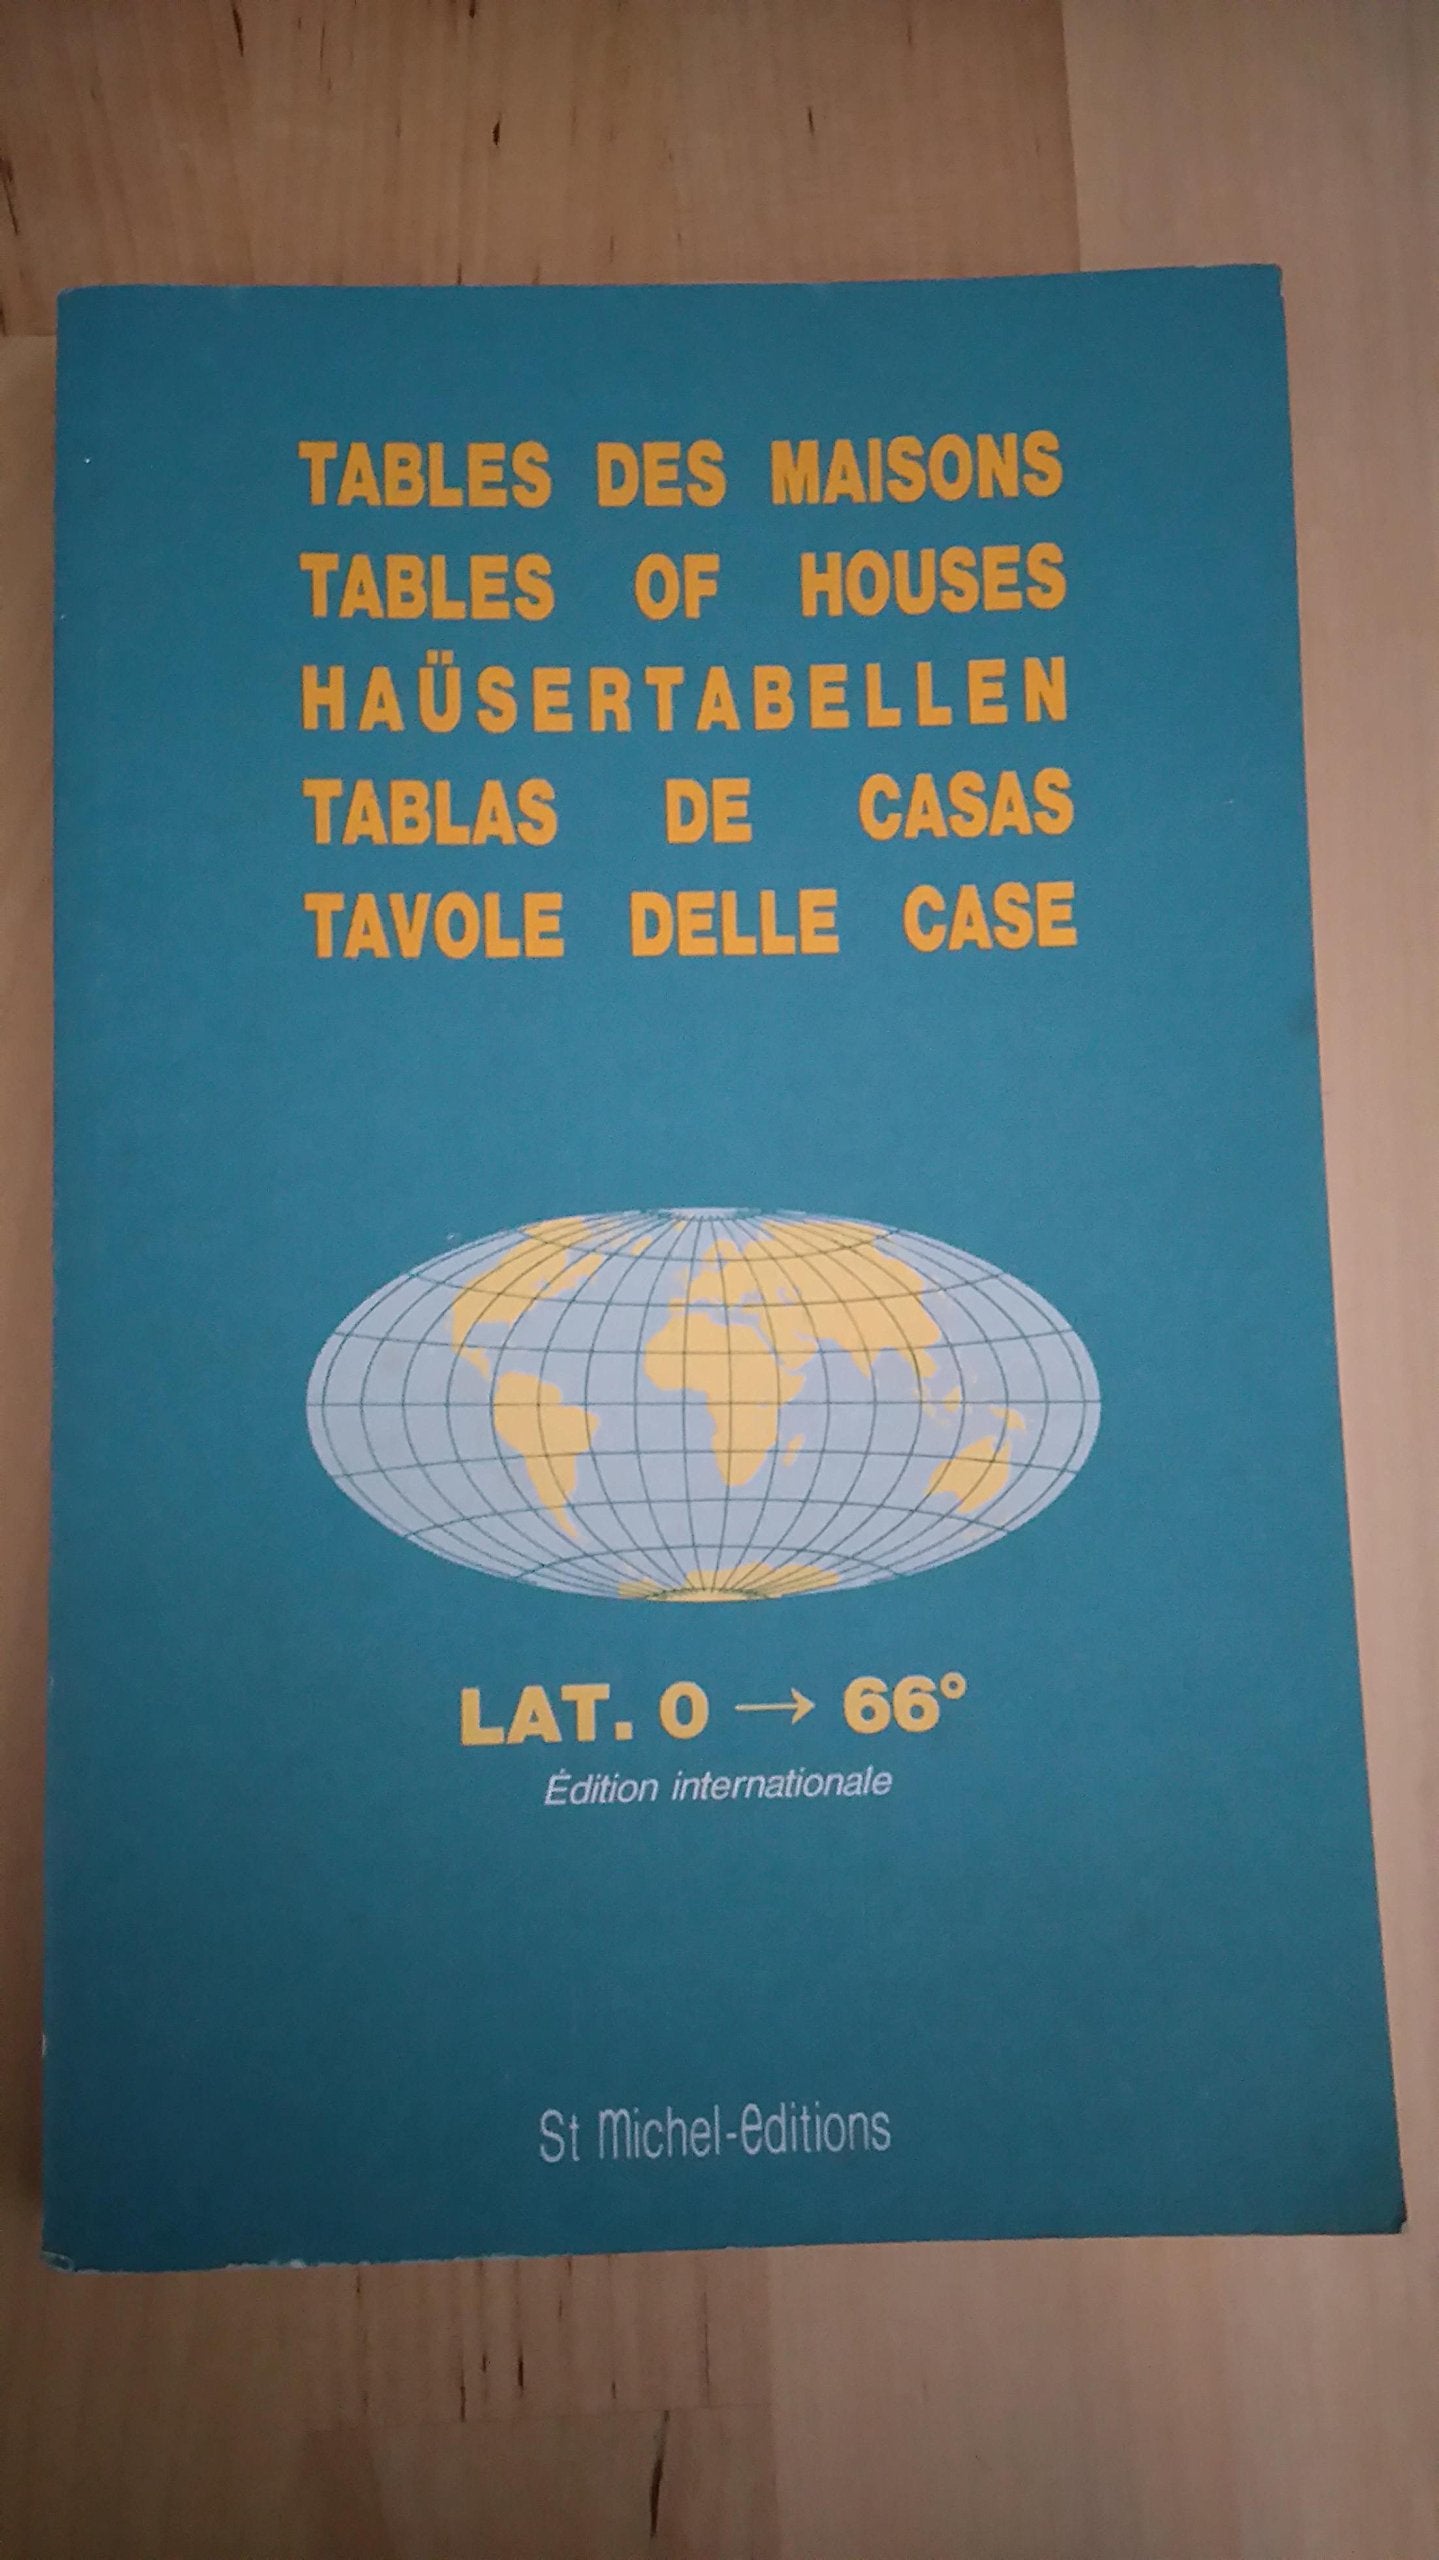 TABLES DES MAISONS
TABLES OF HOUSES
HAÜSERTABELLEN
TABLAS DE CASAS
TAVOLE DELLE CASE
LAT. 0 → 66°
Édition internationale
St Michel-Editions